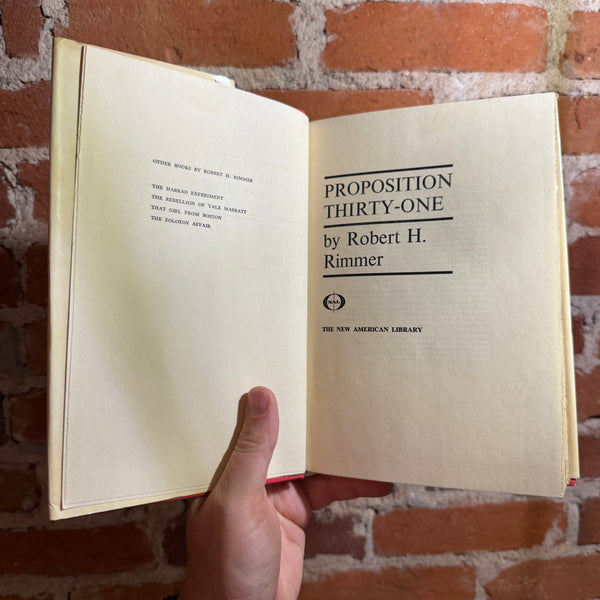 OTHER BOOKS BY ROBERT H. RIMMER
THE HARRAD EXPERIMENT
THE REBELLION OF YALE MARRATT
THAT GIRL FROM BOSTON
THE ZOLOTOV AFFAIR
PROPOSITION
THIRTY-ONE
by Robert H.
Rimmer
NAL
THE NEW AMERICAN LIBRARY